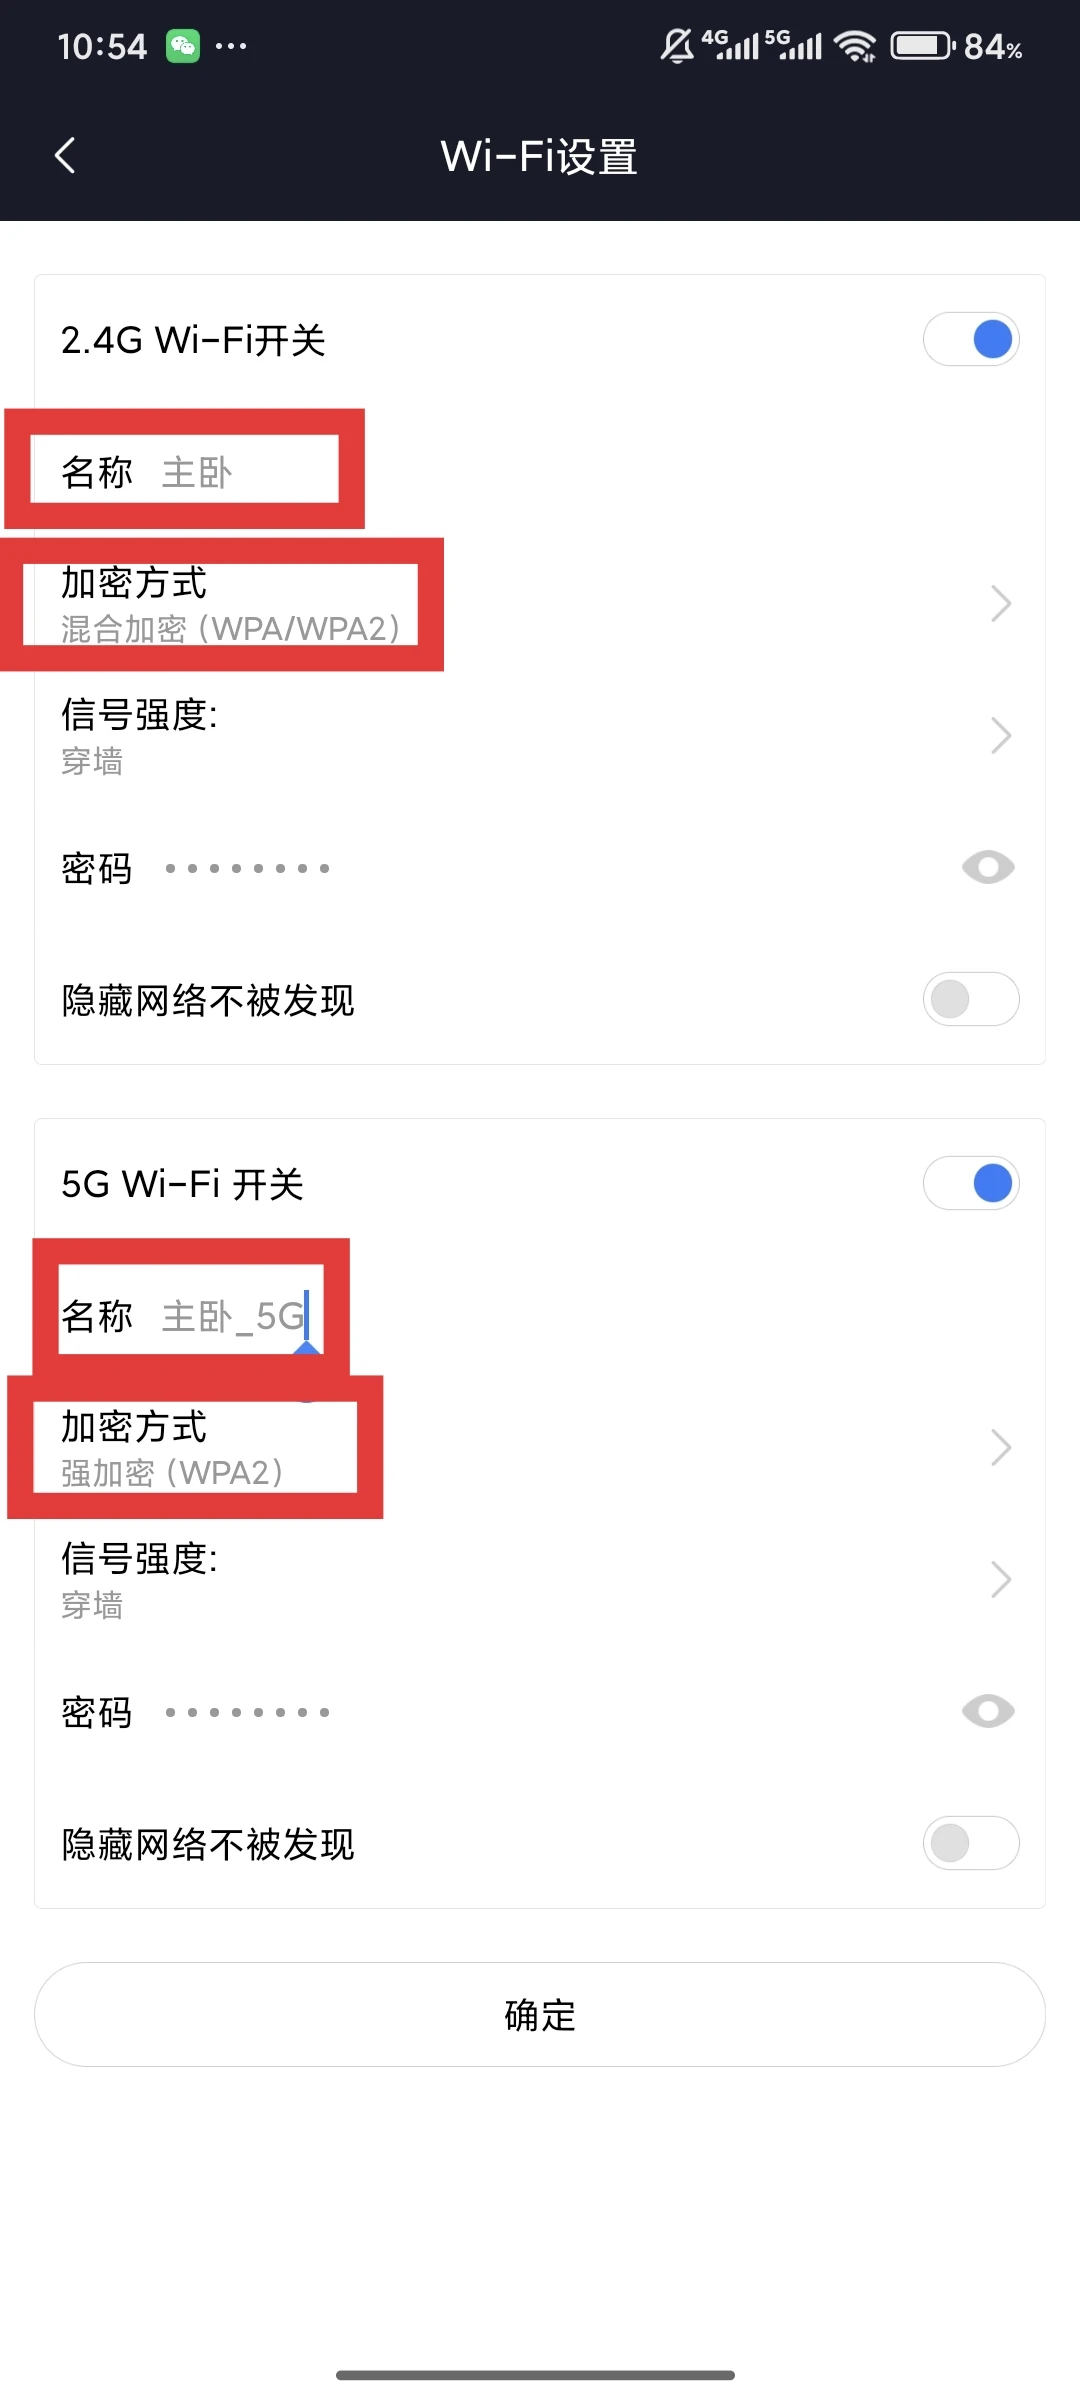 10:54 ··· 4G 5G 84%
Wi-Fi设置
2.4G Wi-Fi开关
名称 主卧
加密方式
混合加密 (WPA/WPA2)
信号强度:
穿墙
密码 ········
隐藏网络不被发现
5G Wi-Fi 开关
名称 主卧_5G
加密方式
强加密 (WPA2)
信号强度:
穿墙
密码 ········
隐藏网络不被发现
确定